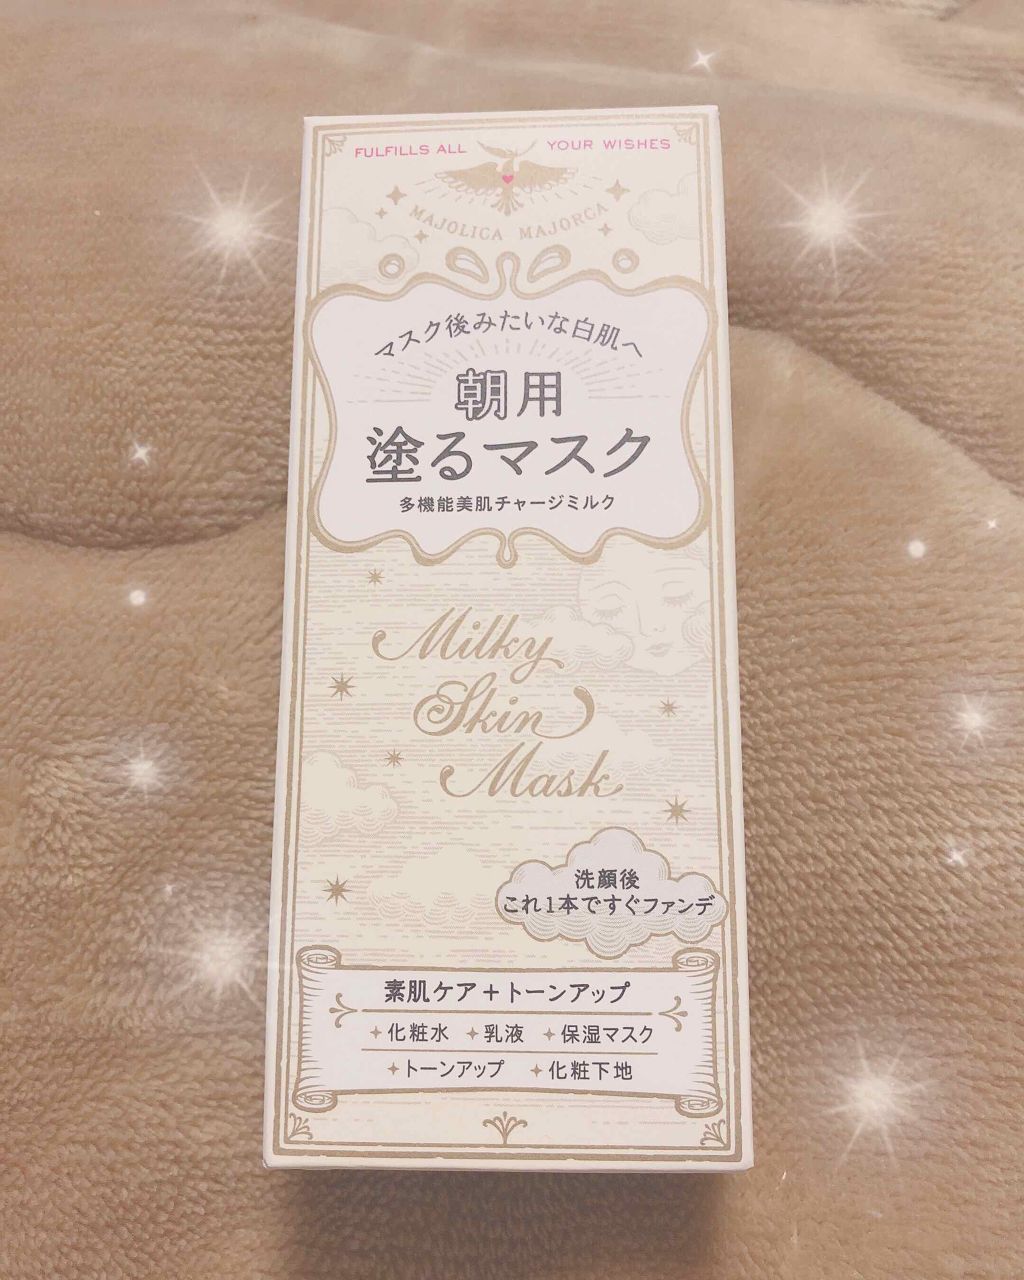 FULFILLS ALL YOUR WISHES
MAJOLICA MAJORCA
マスク後みたいな白肌へ
朝用
塗るマスク
多機能美肌チャージミルク
Milky
Skin
Mask
洗顔後
これ1本ですぐファンデ
素肌ケア+トーンアップ
化粧水 乳液 保湿マスク
トーンアップ 化粧下地